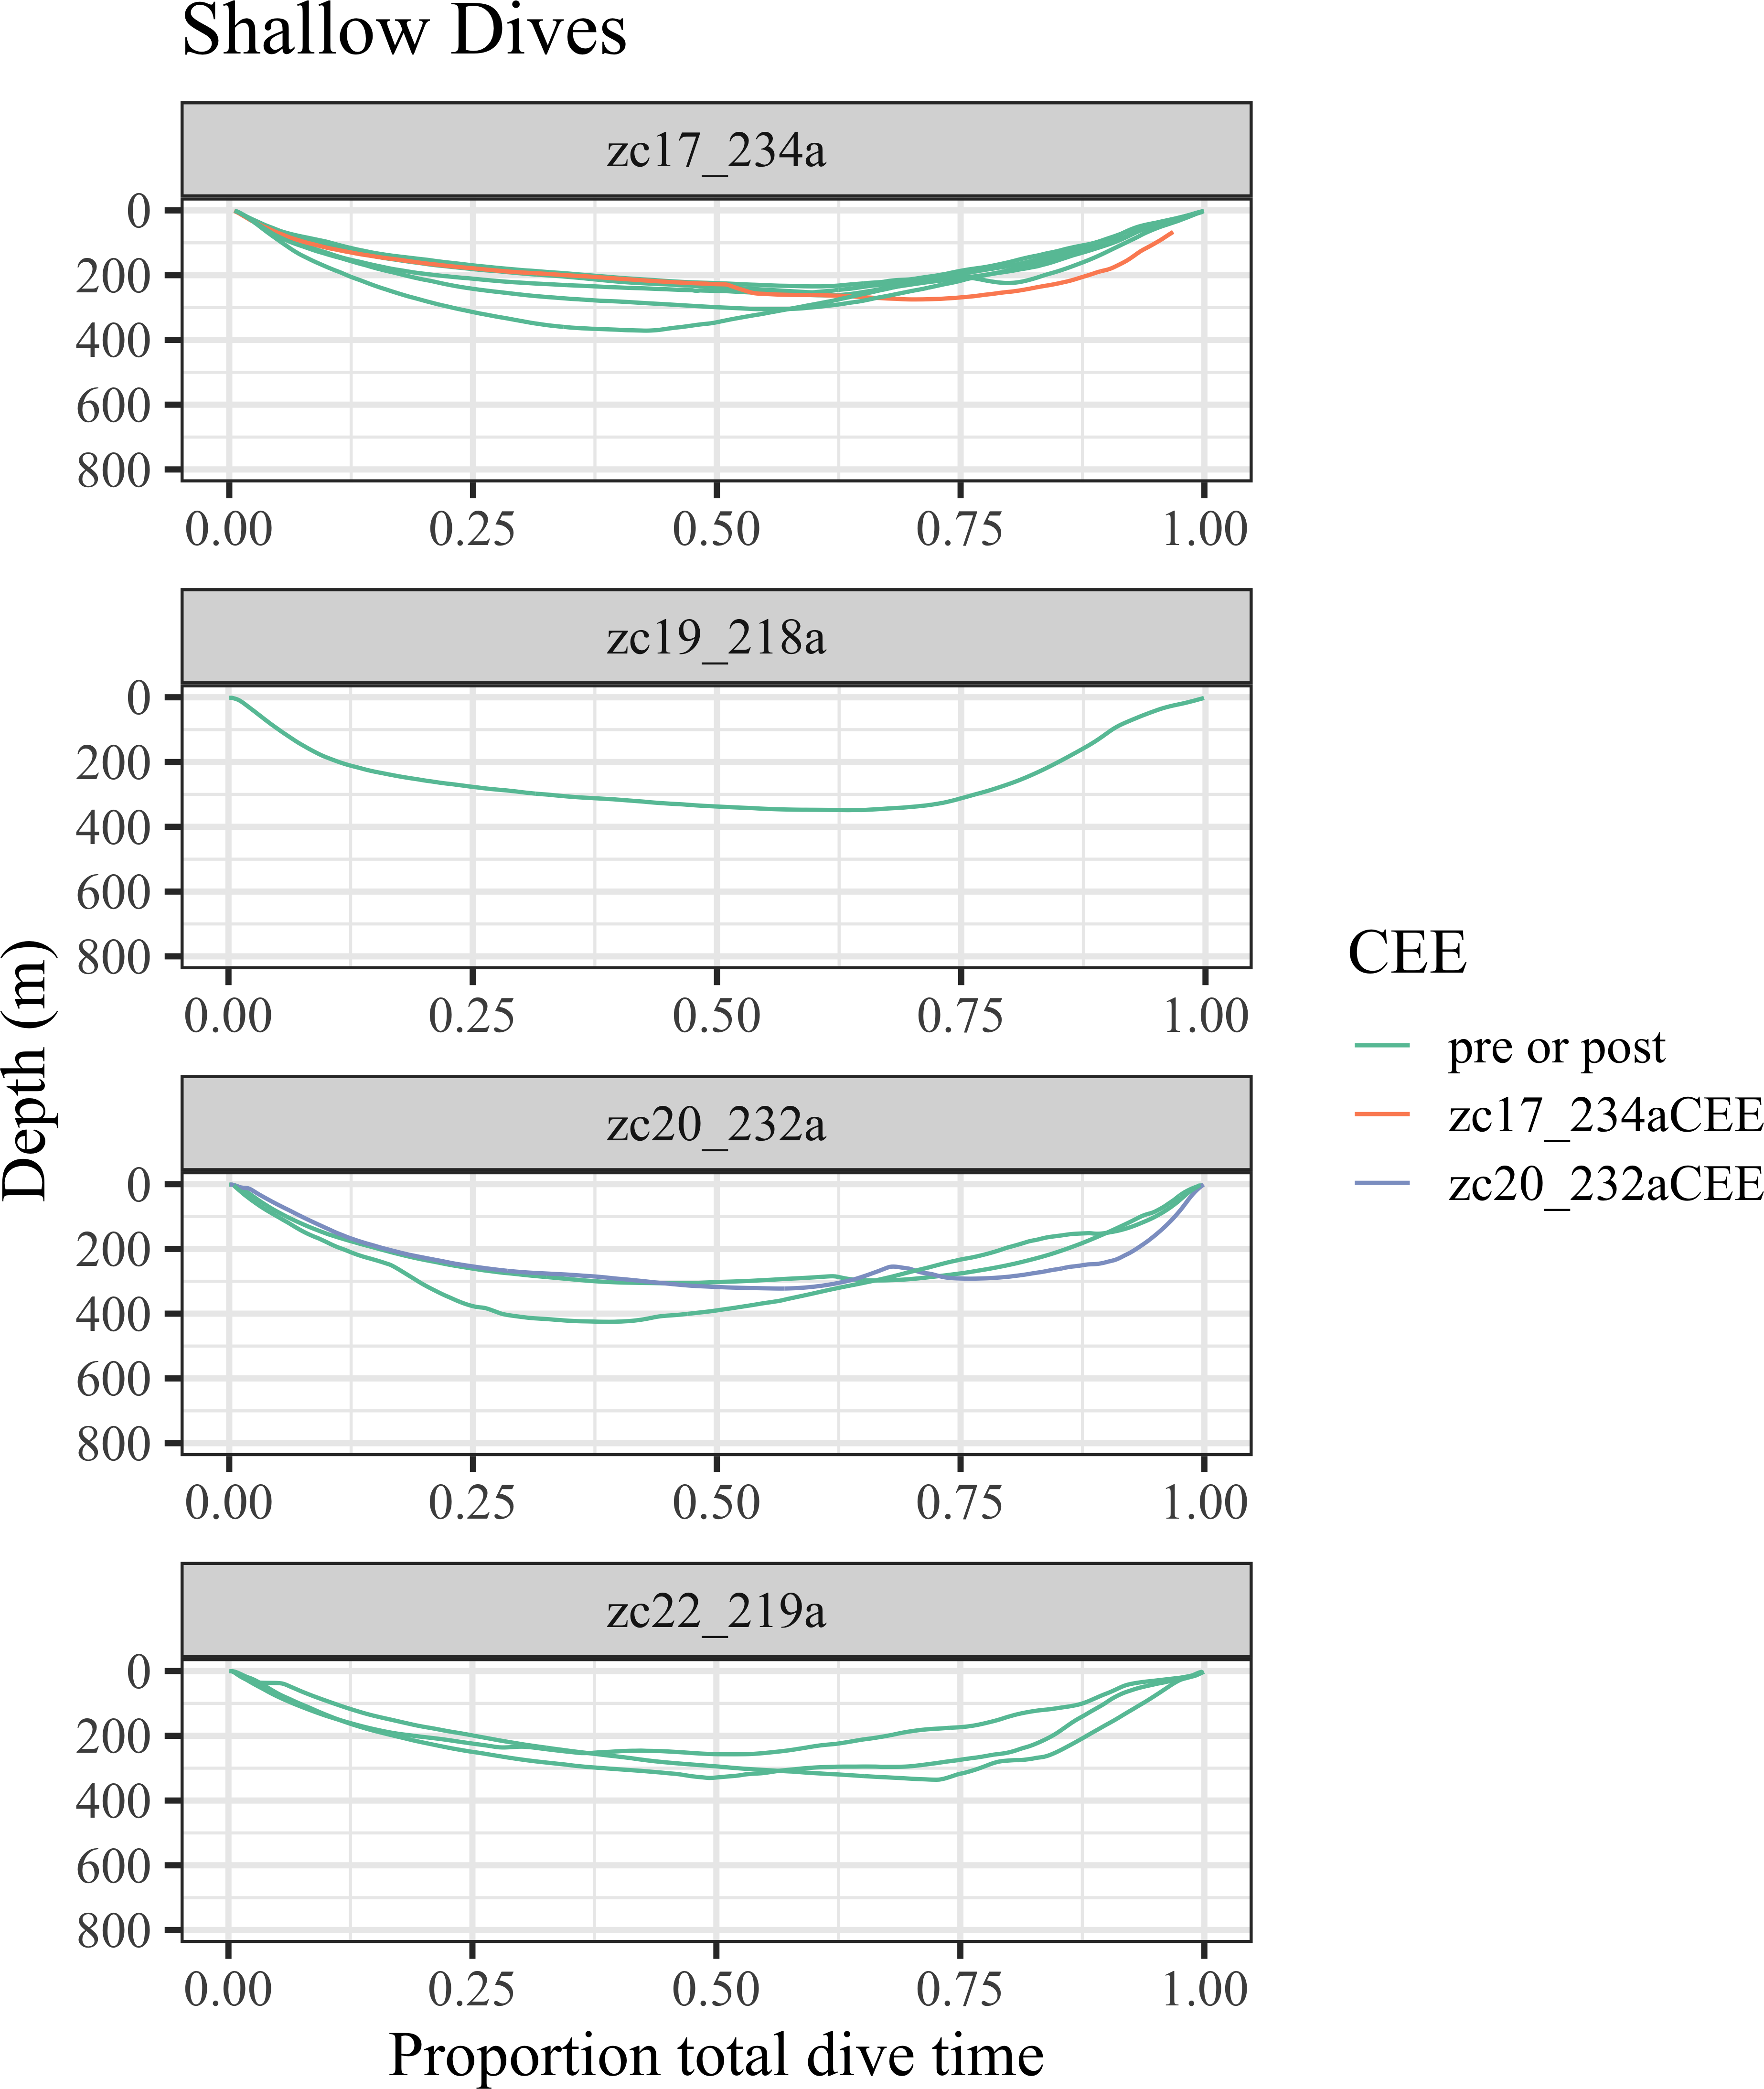 Shallow Dives
zc17_234a
0
200
400
600
800
0.00 0.25 0.50 0.75 1.00
zc19_218a
0
200
400
600
800
0.00 0.25 0.50 0.75 1.00
zc20_232a
0
200
400
600
800
0.00 0.25 0.50 0.75 1.00
zc22_219a
0
200
400
600
800
0.00 0.25 0.50 0.75 1.00
Proportion total dive time
Depth (m)
CEE
pre or post
zc17_234aCEE
zc20_232aCEE